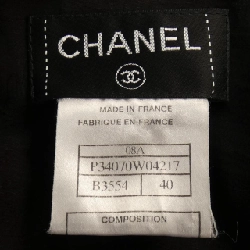 CHANEL
MADE IN FRANCE
FABRIQUE EN FRANCE
08A
P34070W04217
B3554 40
COMPOSITION